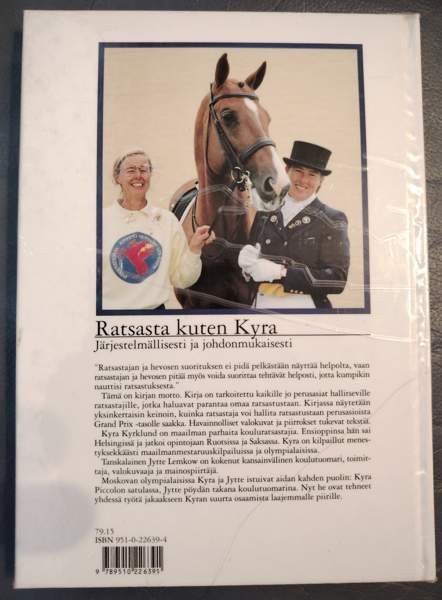 Ratsasta kuten Kyra
Järjestelmällisesti ja johdonmukaisesti
"Ratsastajan ja hevosen suorituksen ei pidä pelkästään näyttää helpolta, vaan
ratsastajan ja hevosen pitää myös voida suorittaa tehtävät helposti, jotta kumpikin
nauttisi ratsastuksesta."
Tämä on kirjan motto. Kirja on tarkoitettu kaikille jo perusasiat hallitseville
ratsastajille, jotka haluavat parantaa omaa ratsastustaan. Kirjassa näytetään
yksinkertaisin keinoin, kuinka ratsastaja voi hallita ratsastustaan perusasioista
Grand Prix -tasolle saakka. Havainnolliset valokuvat ja piirrokset tukevat tekstiä.
Kyra Kyrklund on maailman parhaita kouluratsastajia. Ensioppinsa hän sai
Helsingissä ja jatkoi opintojaan Ruotsissa ja Saksassa. Kyra on kilpaillut menes-
tyksekkäästi maailmanmestaruuskilpailuissa ja olympialaisissa.
Tanskalainen Jytte Lemkow on kokenut kansainvälinen koulutuomari, toimit-
taja, valokuvaaja ja mainospiirtäjä.
Moskovan olympialaisissa Kyra ja Jytte istuivat aidan kahden puolin: Kyra
Piccolon satulassa, Jytte pöydän takana koulutuomarina. Nyt he ovat tehneet
yhdessä työtä jakaakseen Kyran suurta osaamista laajemmalle piirille.
79.15
ISBN 951-0-22639-4
9 789510 226391